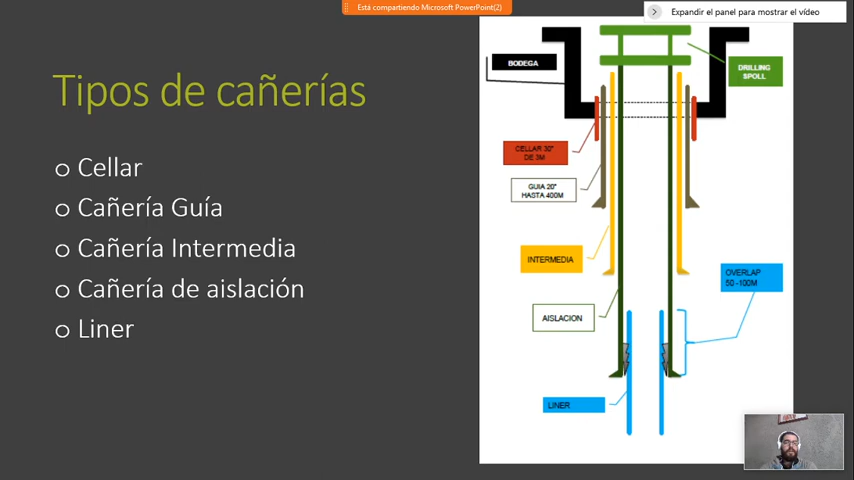 Está compartiendo Microsoft PowerPoint(2)
Expandir el panel para mostrar el vídeo
Tipos de cañerías
o Cellar
o Cañería Guía
o Cañería Intermedia
o Cañería de aislación
o Liner
BODEGA
DRILLING
SPOLL
CELLAR 30"
DE 3M
GUIA 20"
HASTA 400M
INTERMEDIA
OVERLAP
50 -100M
AISLACION
LINER